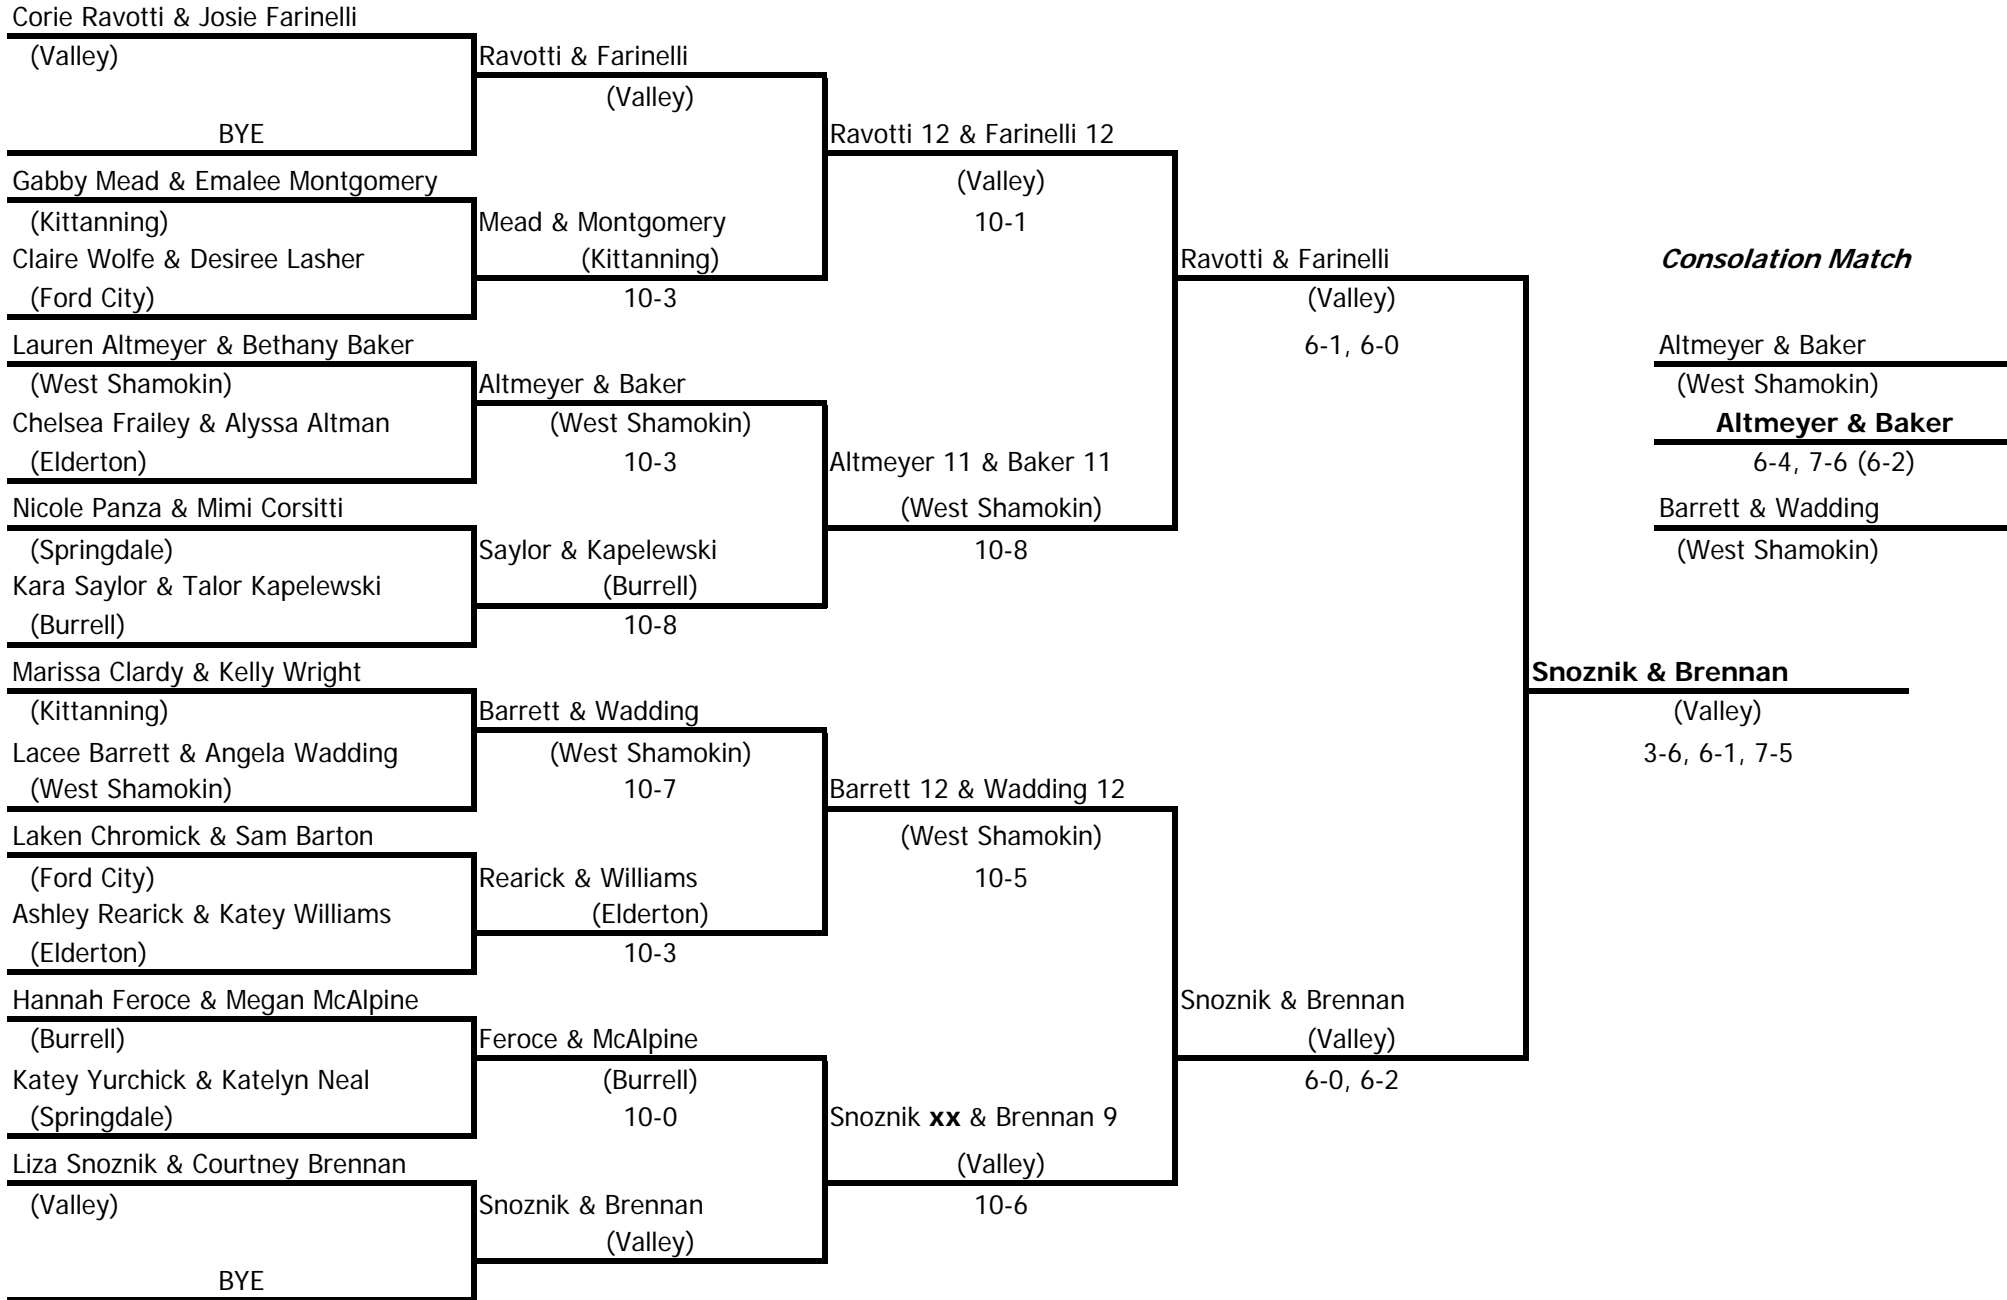 Corie Ravotti & Josie Farinelli
(Valley)
BYE
Gabby Mead & Emalee Montgomery
(Kittanning)
Claire Wolfe & Desiree Lasher
(Ford City)
Lauren Altmeyer & Bethany Baker
(West Shamokin)
Chelsea Frailey & Alyssa Altman
(Elderton)
Nicole Panza & Mimi Corsitti
(Springdale)
Kara Saylor & Talor Kapelewski
(Burrell)
Marissa Clardy & Kelly Wright
(Kittanning)
Lacee Barrett & Angela Wadding
(West Shamokin)
Laken Chromick & Sam Barton
(Ford City)
Ashley Rearick & Katey Williams
(Elderton)
Hannah Feroce & Megan McAlpine
(Burrell)
Katey Yurchick & Katelyn Neal
(Springdale)
Liza Snoznik & Courtney Brennan
(Valley)
BYE
Ravotti & Farinelli
(Valley)
Mead & Montgomery
(Kittanning)
10-3
Altmeyer & Baker
(West Shamokin)
10-3
Saylor & Kapelewski
(Burrell)
10-8
Barrett & Wadding
(West Shamokin)
10-7
Rearick & Williams
(Elderton)
10-3
Feroce & McAlpine
(Burrell)
10-0
Snoznik & Brennan
(Valley)
Ravotti 12 & Farinelli 12
(Valley)
10-1
Altmeyer 11 & Baker 11
(West Shamokin)
10-8
Barrett 12 & Wadding 12
(West Shamokin)
10-5
Snoznik xx & Brennan 9
(Valley)
10-6
Ravotti & Farinelli
(Valley)
6-1, 6-0
Snoznik & Brennan
(Valley)
6-0, 6-2
Snoznik & Brennan
(Valley)
3-6, 6-1, 7-5
Consolation Match
Altmeyer & Baker
(West Shamokin)
Altmeyer & Baker
6-4, 7-6 (6-2)
Barrett & Wadding
(West Shamokin)